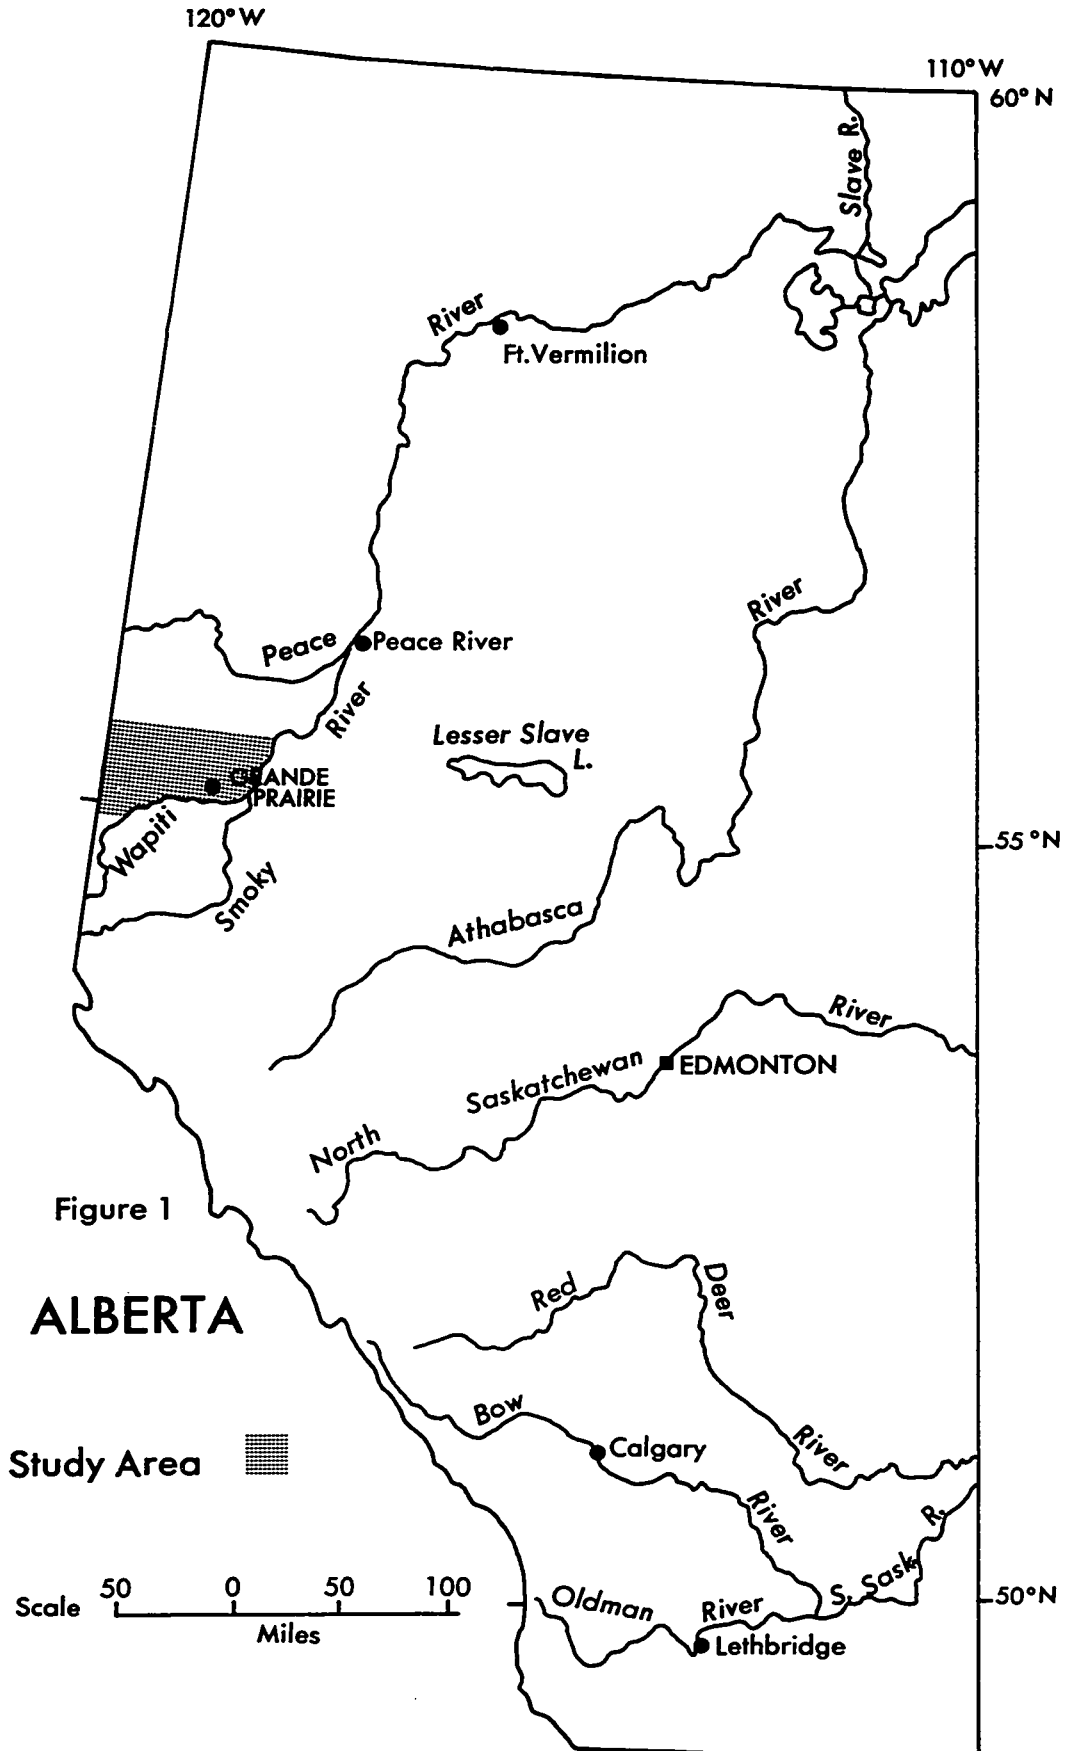 120° W
110° W
60° N
Slave R.
River
Ft. Vermilion
River
Peace
Peace River
River
Lesser Slave
L.
GRANDE
PRAIRIE
Wapiti
Smoky
55° N
Athabasca
River
Saskatchewan
EDMONTON
North
Figure 1
Red
Deer
ALBERTA
Bow
Calgary
River
Study Area
River
R.
S. Sask.
50 0 50 100
Scale
Miles
Oldman
River
50° N
Lethbridge